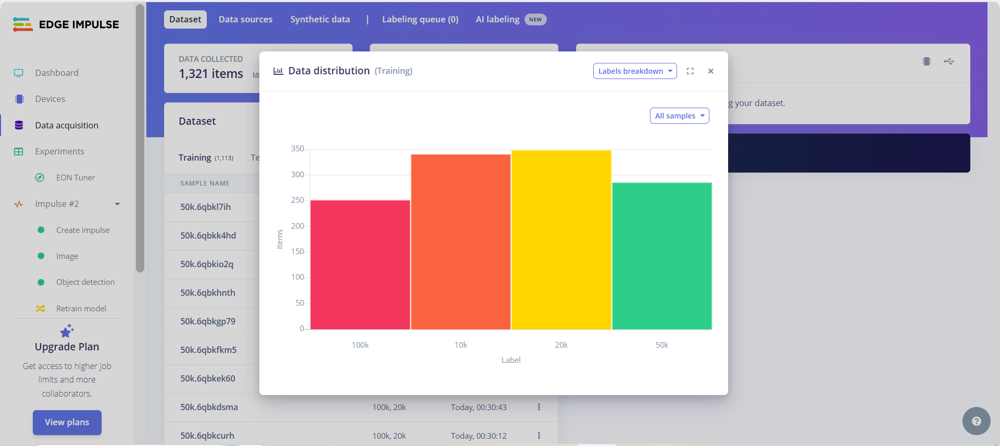 EDGE IMPULSE
Dashboard
Devices
Data acquisition
Experiments
EON Tuner
Impulse #2
Create impulse
Image
Object detection
Retrain model
Upgrade Plan
Get access to higher job
limits and more
collaborators.
View plans
Dataset Data sources Synthetic data | Labeling queue (0) AI labeling NEW
DATA COLLECTED
1,321 items
g your dataset.
Dataset
Training (1,113) Te
SAMPLE NAME
50k.6qbkl7ih
50k.6qbkk4hd
50k.6qbkio2q
50k.6qbkhnth
50k.6qbkgp79
50k.6qbkfkm5
50k.6qbkek60
50k.6qbkdsma 100k, 20k Today, 00:30:43
50k.6qbkcurh 100k, 20k Today, 00:30:12
Data distribution (Training) Labels breakdown
All samples
350
300
250
200
150
100
50
0
items
100k 10k 20k 50k
Label
?